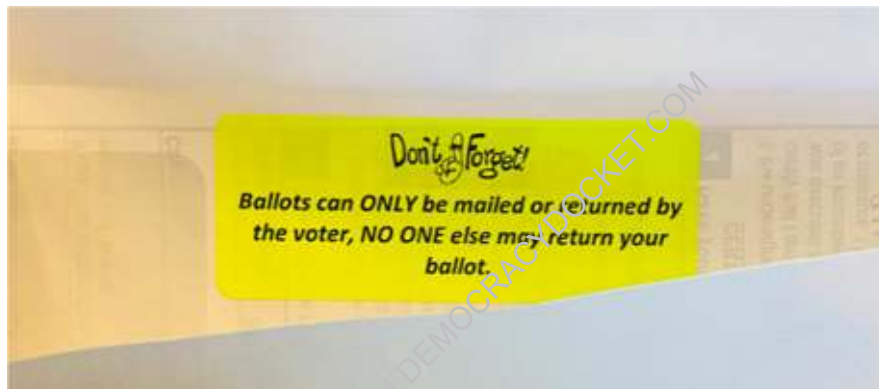 Don't Forget!
Ballots can ONLY be mailed or returned by
the voter, NO ONE else may return your
ballot.
DEMOCRACYDOCKET.COM